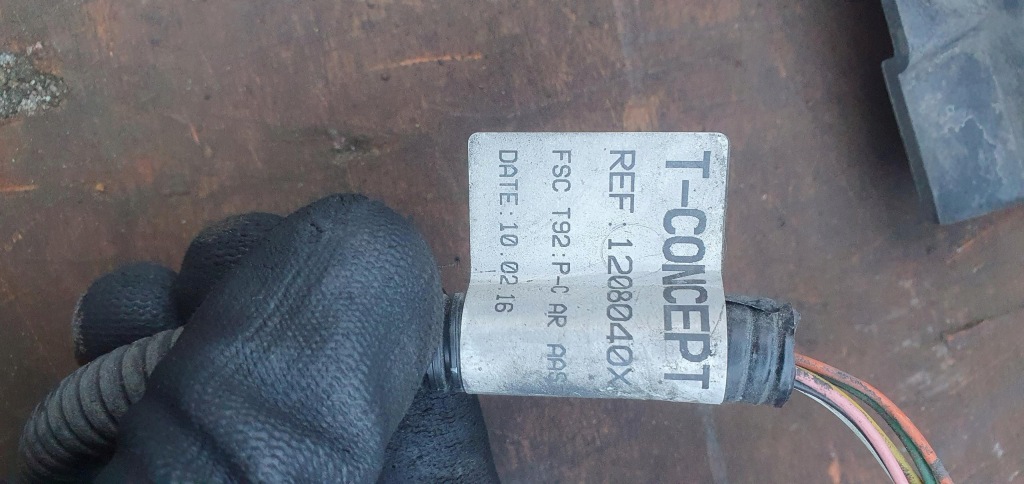 T-CONCEPT
REF:1208040X
FSC T92:P-C AR AAS
DATE:10.02.16